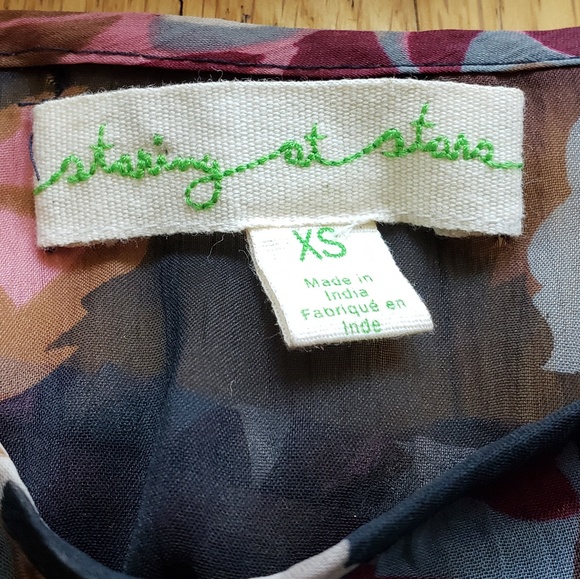 staring at stars
XS
Made in
India
Fabriqué en
Inde